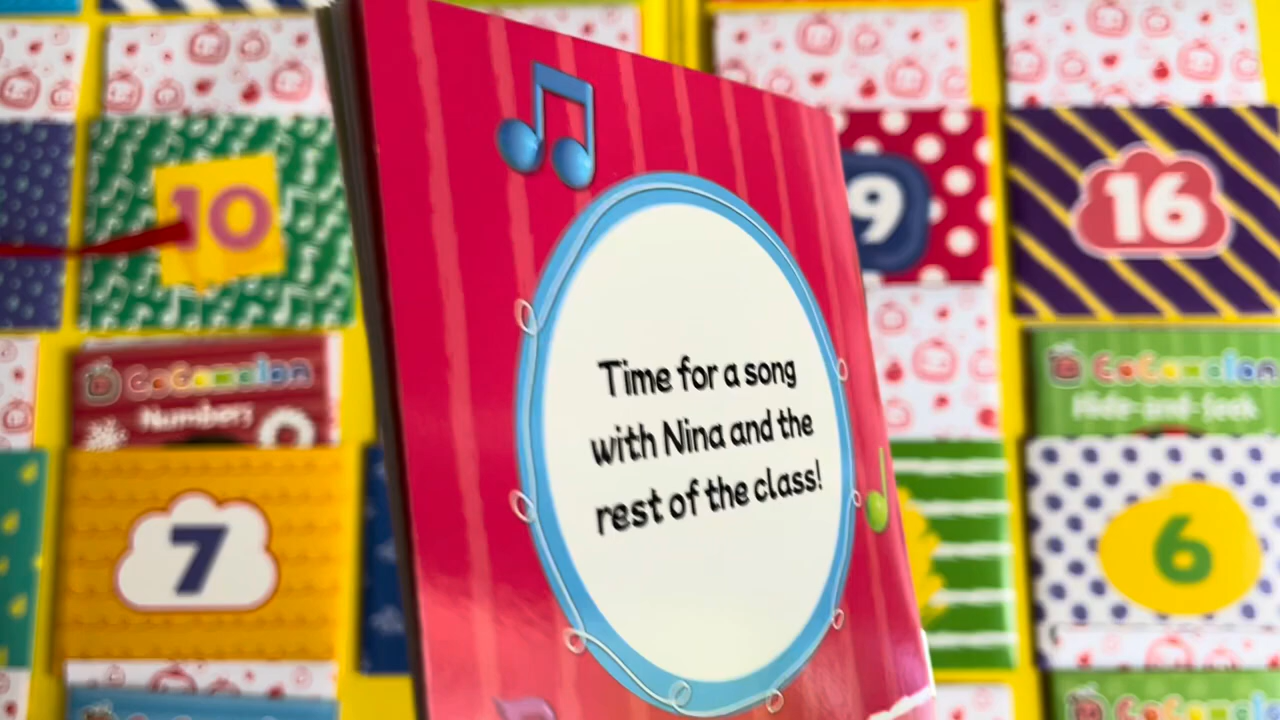 10
9
16
Time for a song
with Nina and the
rest of the class!
CoComelon
Numbers
CoComelon
Hide-and-Seek
7
6